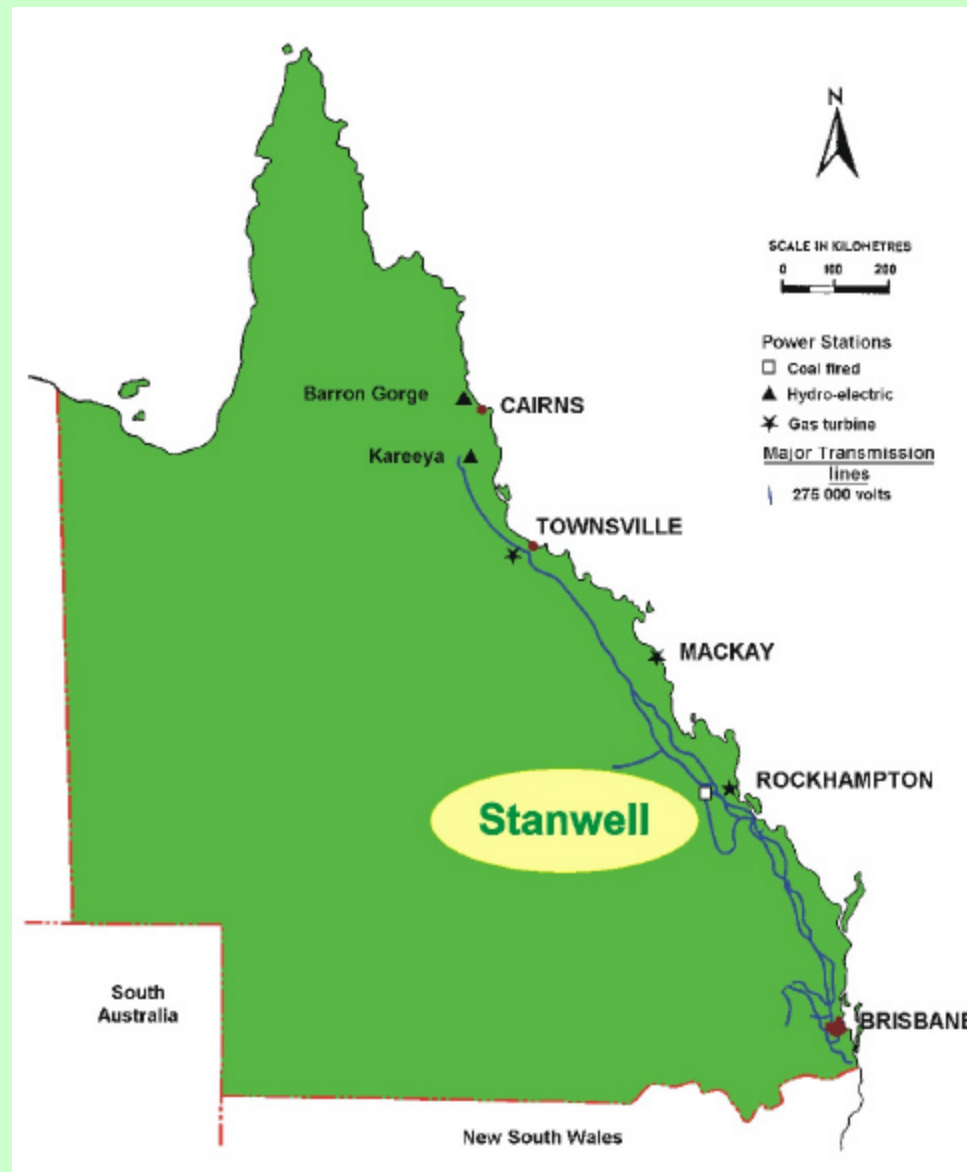 N
SCALE IN KILOMETRES
0 100 200
Power Stations
Coal fired
Hydro-electric
Gas turbine
Major Transmission
lines
275 000 volts
Barron Gorge
CAIRNS
Kareeya
TOWNSVILLE
MACKAY
ROCKHAMPTON
Stanwell
South
Australia
BRISBANE
New South Wales